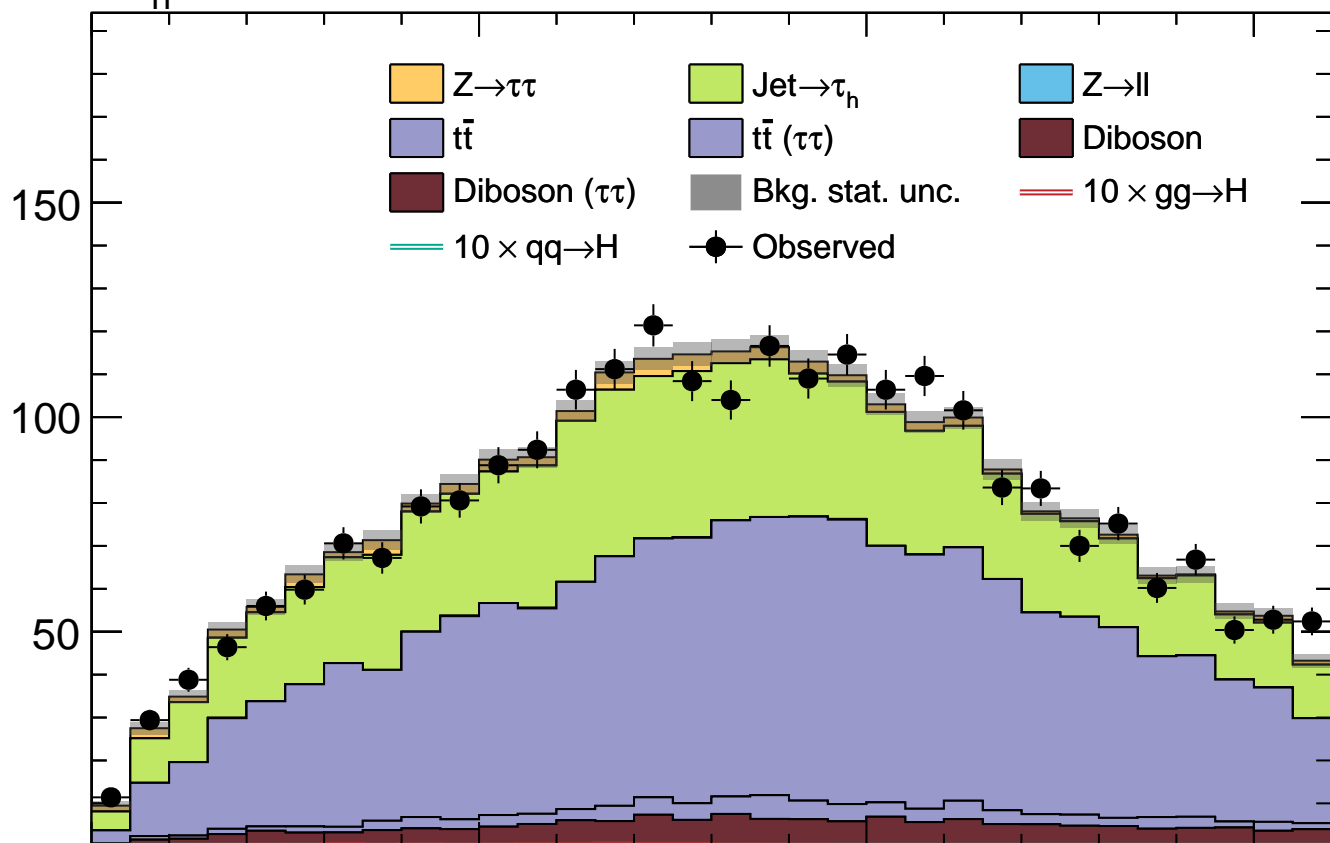 Z→ττ Jet→τh Z→ll
tt̄ tt̄ (ττ) Diboson
Diboson (ττ) Bkg. stat. unc. 10 × gg→H
10 × qq→H Observed
150
100
50